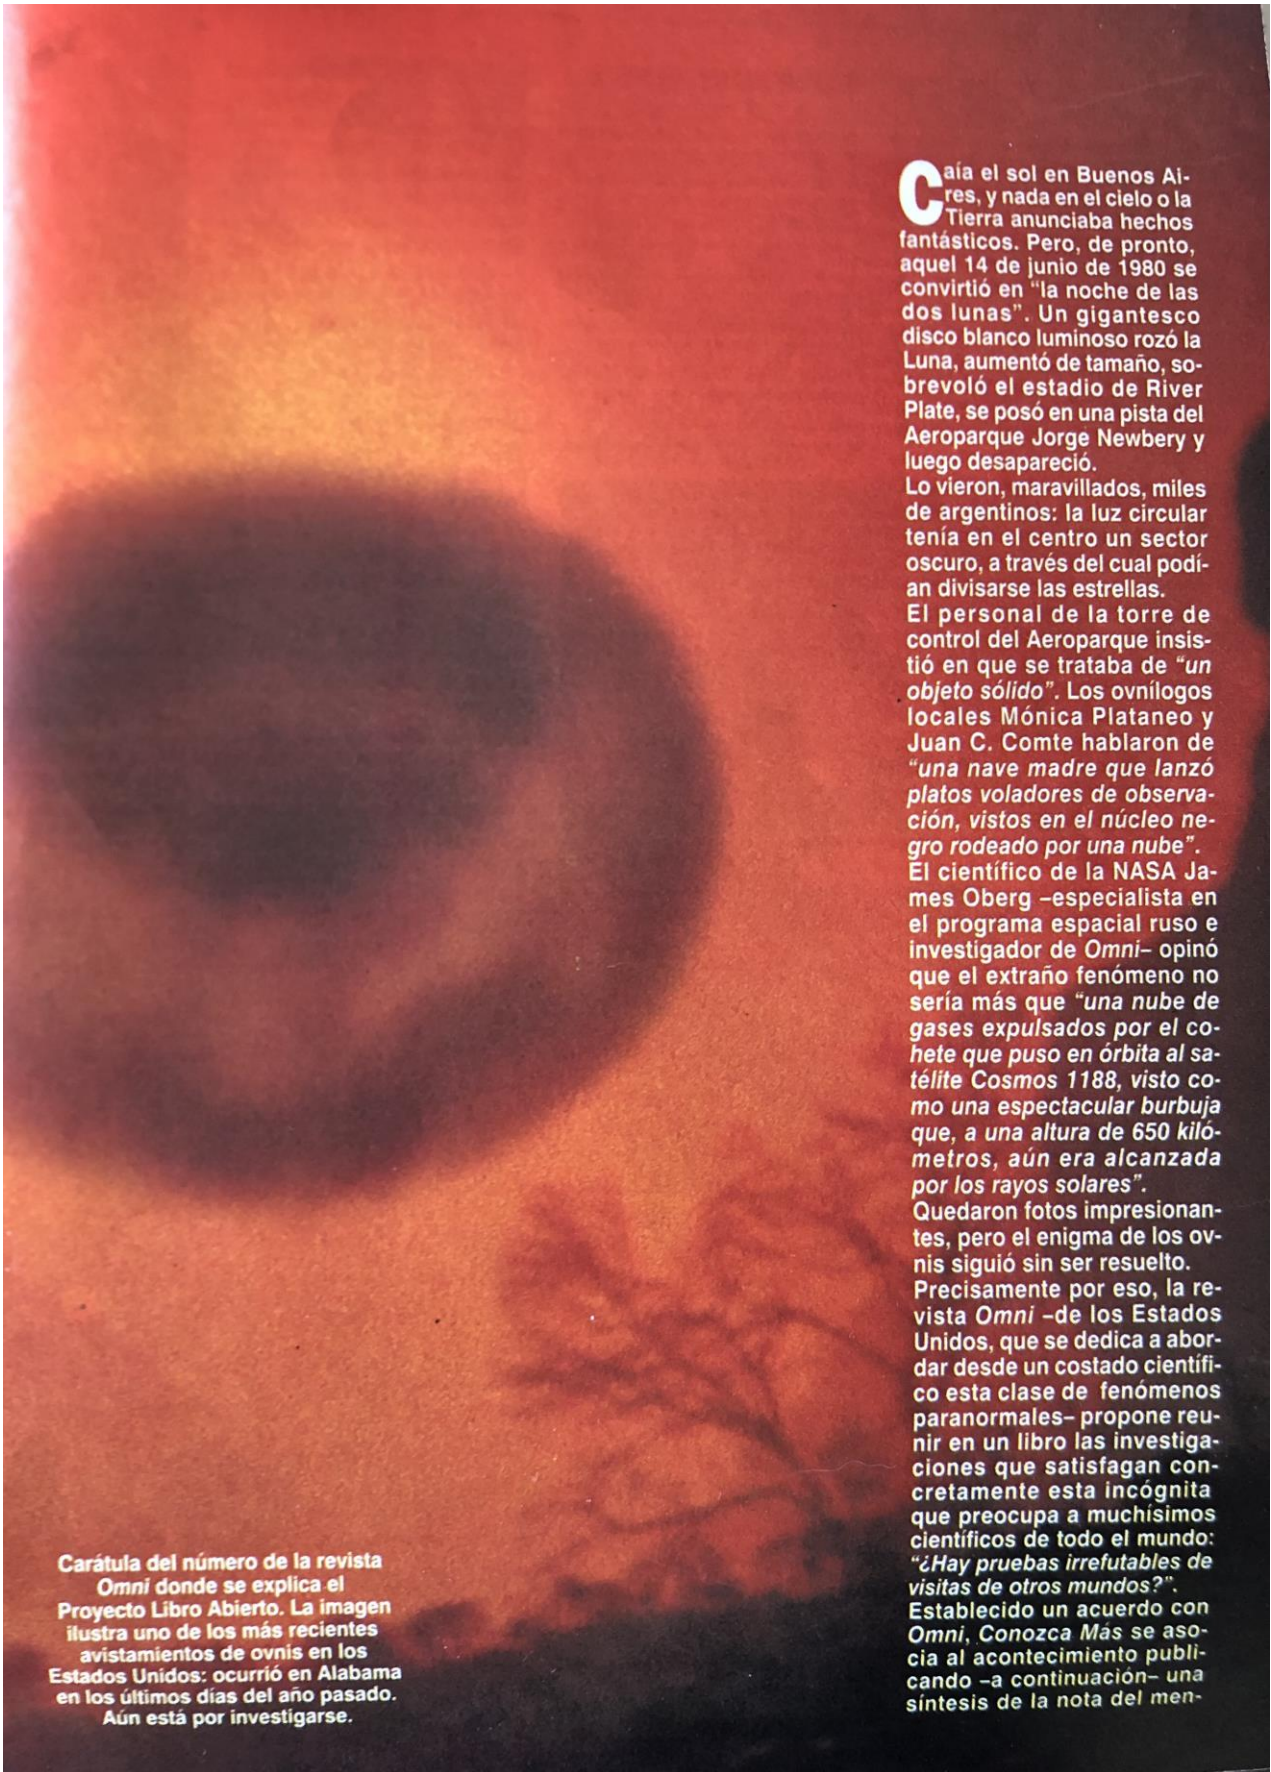 Caía el sol en Buenos Ai-
res, y nada en el cielo o la
Tierra anunciaba hechos
fantásticos. Pero, de pronto,
aquel 14 de junio de 1980 se
convirtió en “la noche de las
dos lunas”. Un gigantesco
disco blanco luminoso rozó la
Luna, aumentó de tamaño, so-
brevoló el estadio de River
Plate, se posó en una pista del
Aeroparque Jorge Newbery y
luego desapareció.
Lo vieron, maravillados, miles
de argentinos: la luz circular
tenía en el centro un sector
oscuro, a través del cual podí-
an divisarse las estrellas.
El personal de la torre de
control del Aeroparque insis-
tió en que se trataba de “un
objeto sólido”. Los ovnílogos
locales Mónica Plataneo y
Juan C. Comte hablaron de
“una nave madre que lanzó
platos voladores de observa-
ción, vistos en el núcleo ne-
gro rodeado por una nube”.
El científico de la NASA Ja-
mes Oberg –especialista en
el programa espacial ruso e
investigador de Omni– opinó
que el extraño fenómeno no
sería más que “una nube de
gases expulsados por el co-
hete que puso en órbita al sa-
télite Cosmos 1188, visto co-
mo una espectacular burbuja
que, a una altura de 650 kiló-
metros, aún era alcanzada
por los rayos solares”.
Quedaron fotos impresionan-
tes, pero el enigma de los ov-
nis siguió sin ser resuelto.
Precisamente por eso, la re-
vista Omni –de los Estados
Unidos, que se dedica a abor-
dar desde un costado científi-
co esta clase de fenómenos
paranormales– propone reu-
nir en un libro las investiga-
ciones que satisfagan con-
cretamente esta incógnita
que preocupa a muchísimos
científicos de todo el mundo:
“¿Hay pruebas irrefutables de
visitas de otros mundos?”.
Establecido un acuerdo con
Omni, Conozca Más se aso-
cia al acontecimiento publi-
cando –a continuación– una
síntesis de la nota del men-
Carátula del número de la revista
Omni donde se explica el
Proyecto Libro Abierto. La imagen
ilustra uno de los más recientes
avistamientos de ovnis en los
Estados Unidos: ocurrió en Alabama
en los últimos días del año pasado.
Aún está por investigarse.